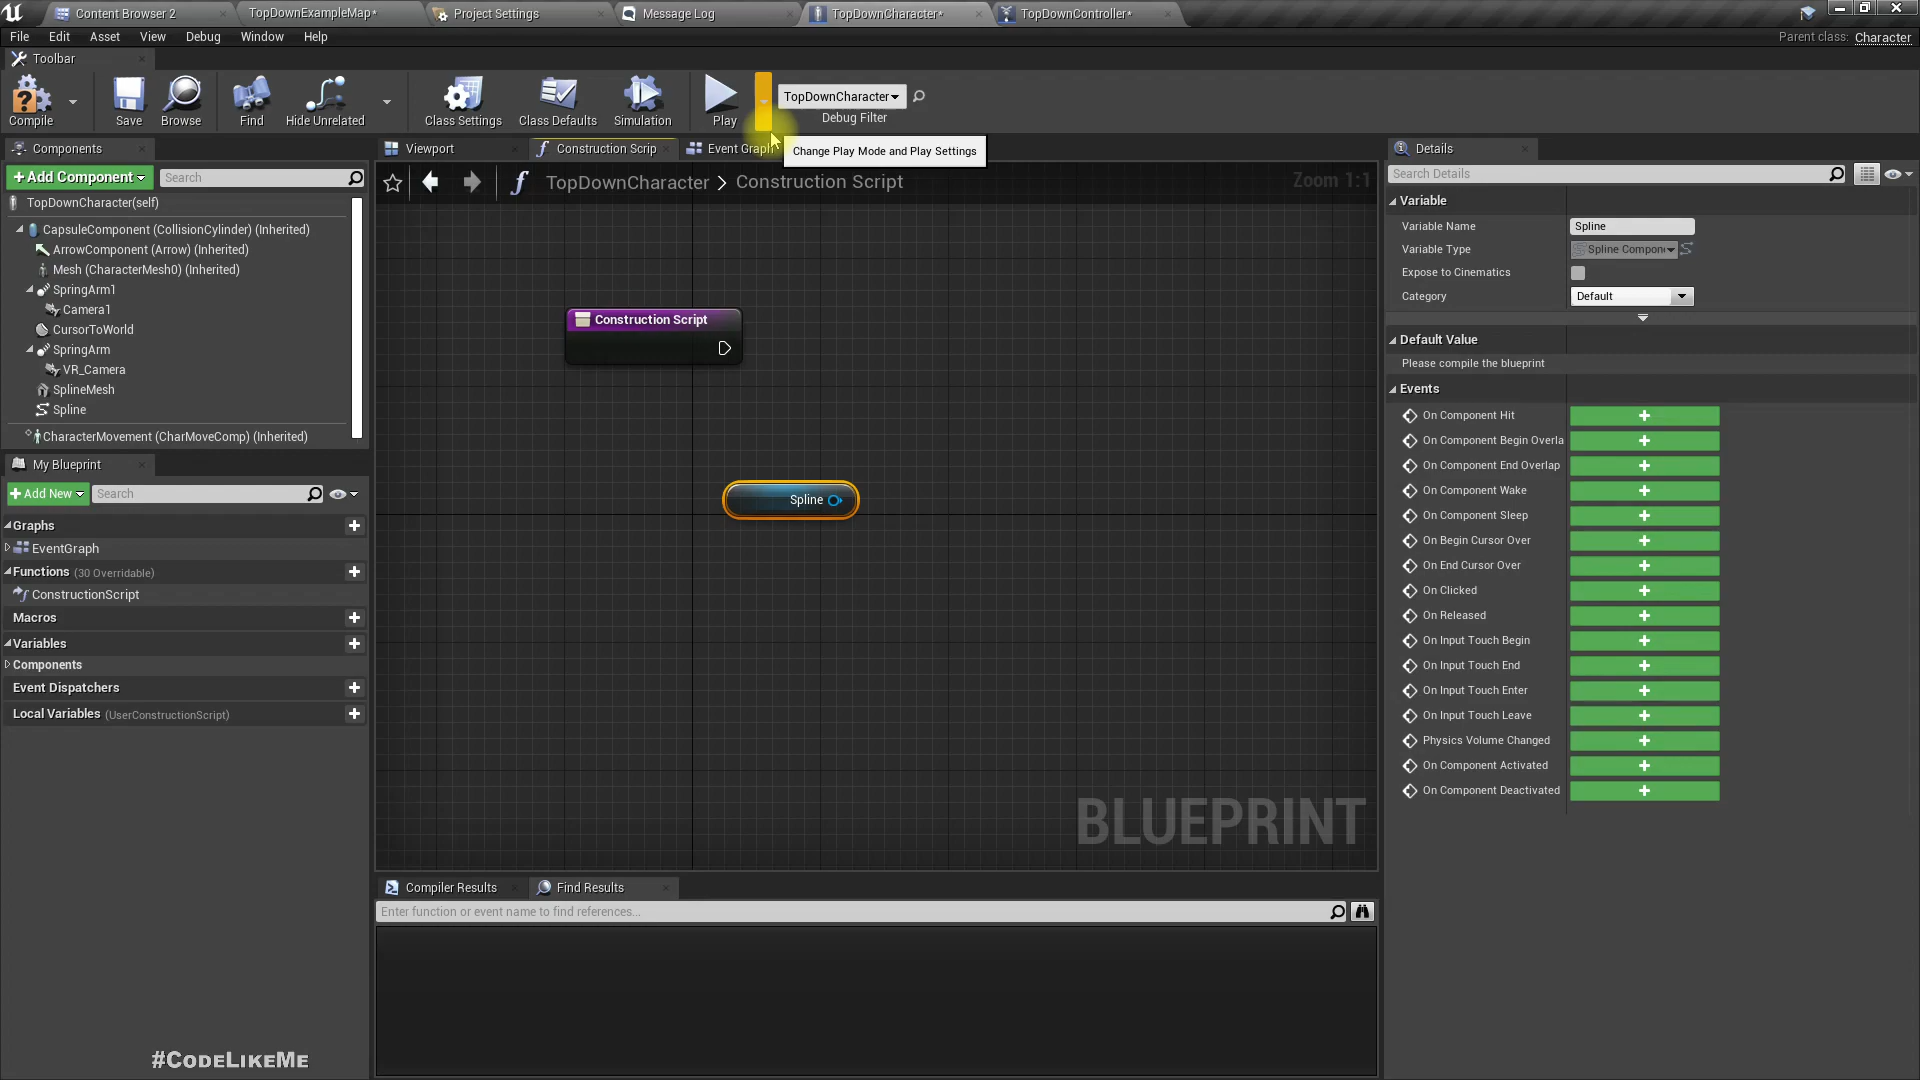 Content Browser 2
TopDownExampleMap*
Project Settings
Message Log
TopDownCharacter*
TopDownController*
File Edit Asset View Debug Window Help
Parent class: Character
Toolbar
Compile
Save
Browse
Find
Hide Unrelated
Class Settings
Class Defaults
Simulation
Play
TopDownCharacter
Debug Filter
Change Play Mode and Play Settings
Components
+Add Component
Search
TopDownCharacter(self)
CapsuleComponent (CollisionCylinder) (Inherited)
ArrowComponent (Arrow) (Inherited)
Mesh (CharacterMesh0) (Inherited)
SpringArm1
Camera1
CursorToWorld
SpringArm
VR_Camera
SplineMesh
Spline
CharacterMovement (CharMoveComp) (Inherited)
My Blueprint
+Add New
Search
Graphs
EventGraph
Functions (30 Overridable)
ConstructionScript
Macros
Variables
Components
Event Dispatchers
Local Variables (UserConstructionScript)
#CodeLikeMe
Viewport
Construction Scrip
Event Graph
TopDownCharacter > Construction Script
Zoom 1:1
Construction Script
Spline
BLUEPRINT
Compiler Results
Find Results
Enter function or event name to find references...
Details
Search Details
Variable
Variable Name Spline
Variable Type Spline Compon
Expose to Cinematics
Category Default
Default Value
Please compile the blueprint
Events
On Component Hit
On Component Begin Overla
On Component End Overlap
On Component Wake
On Component Sleep
On Begin Cursor Over
On End Cursor Over
On Clicked
On Released
On Input Touch Begin
On Input Touch End
On Input Touch Enter
On Input Touch Leave
Physics Volume Changed
On Component Activated
On Component Deactivated